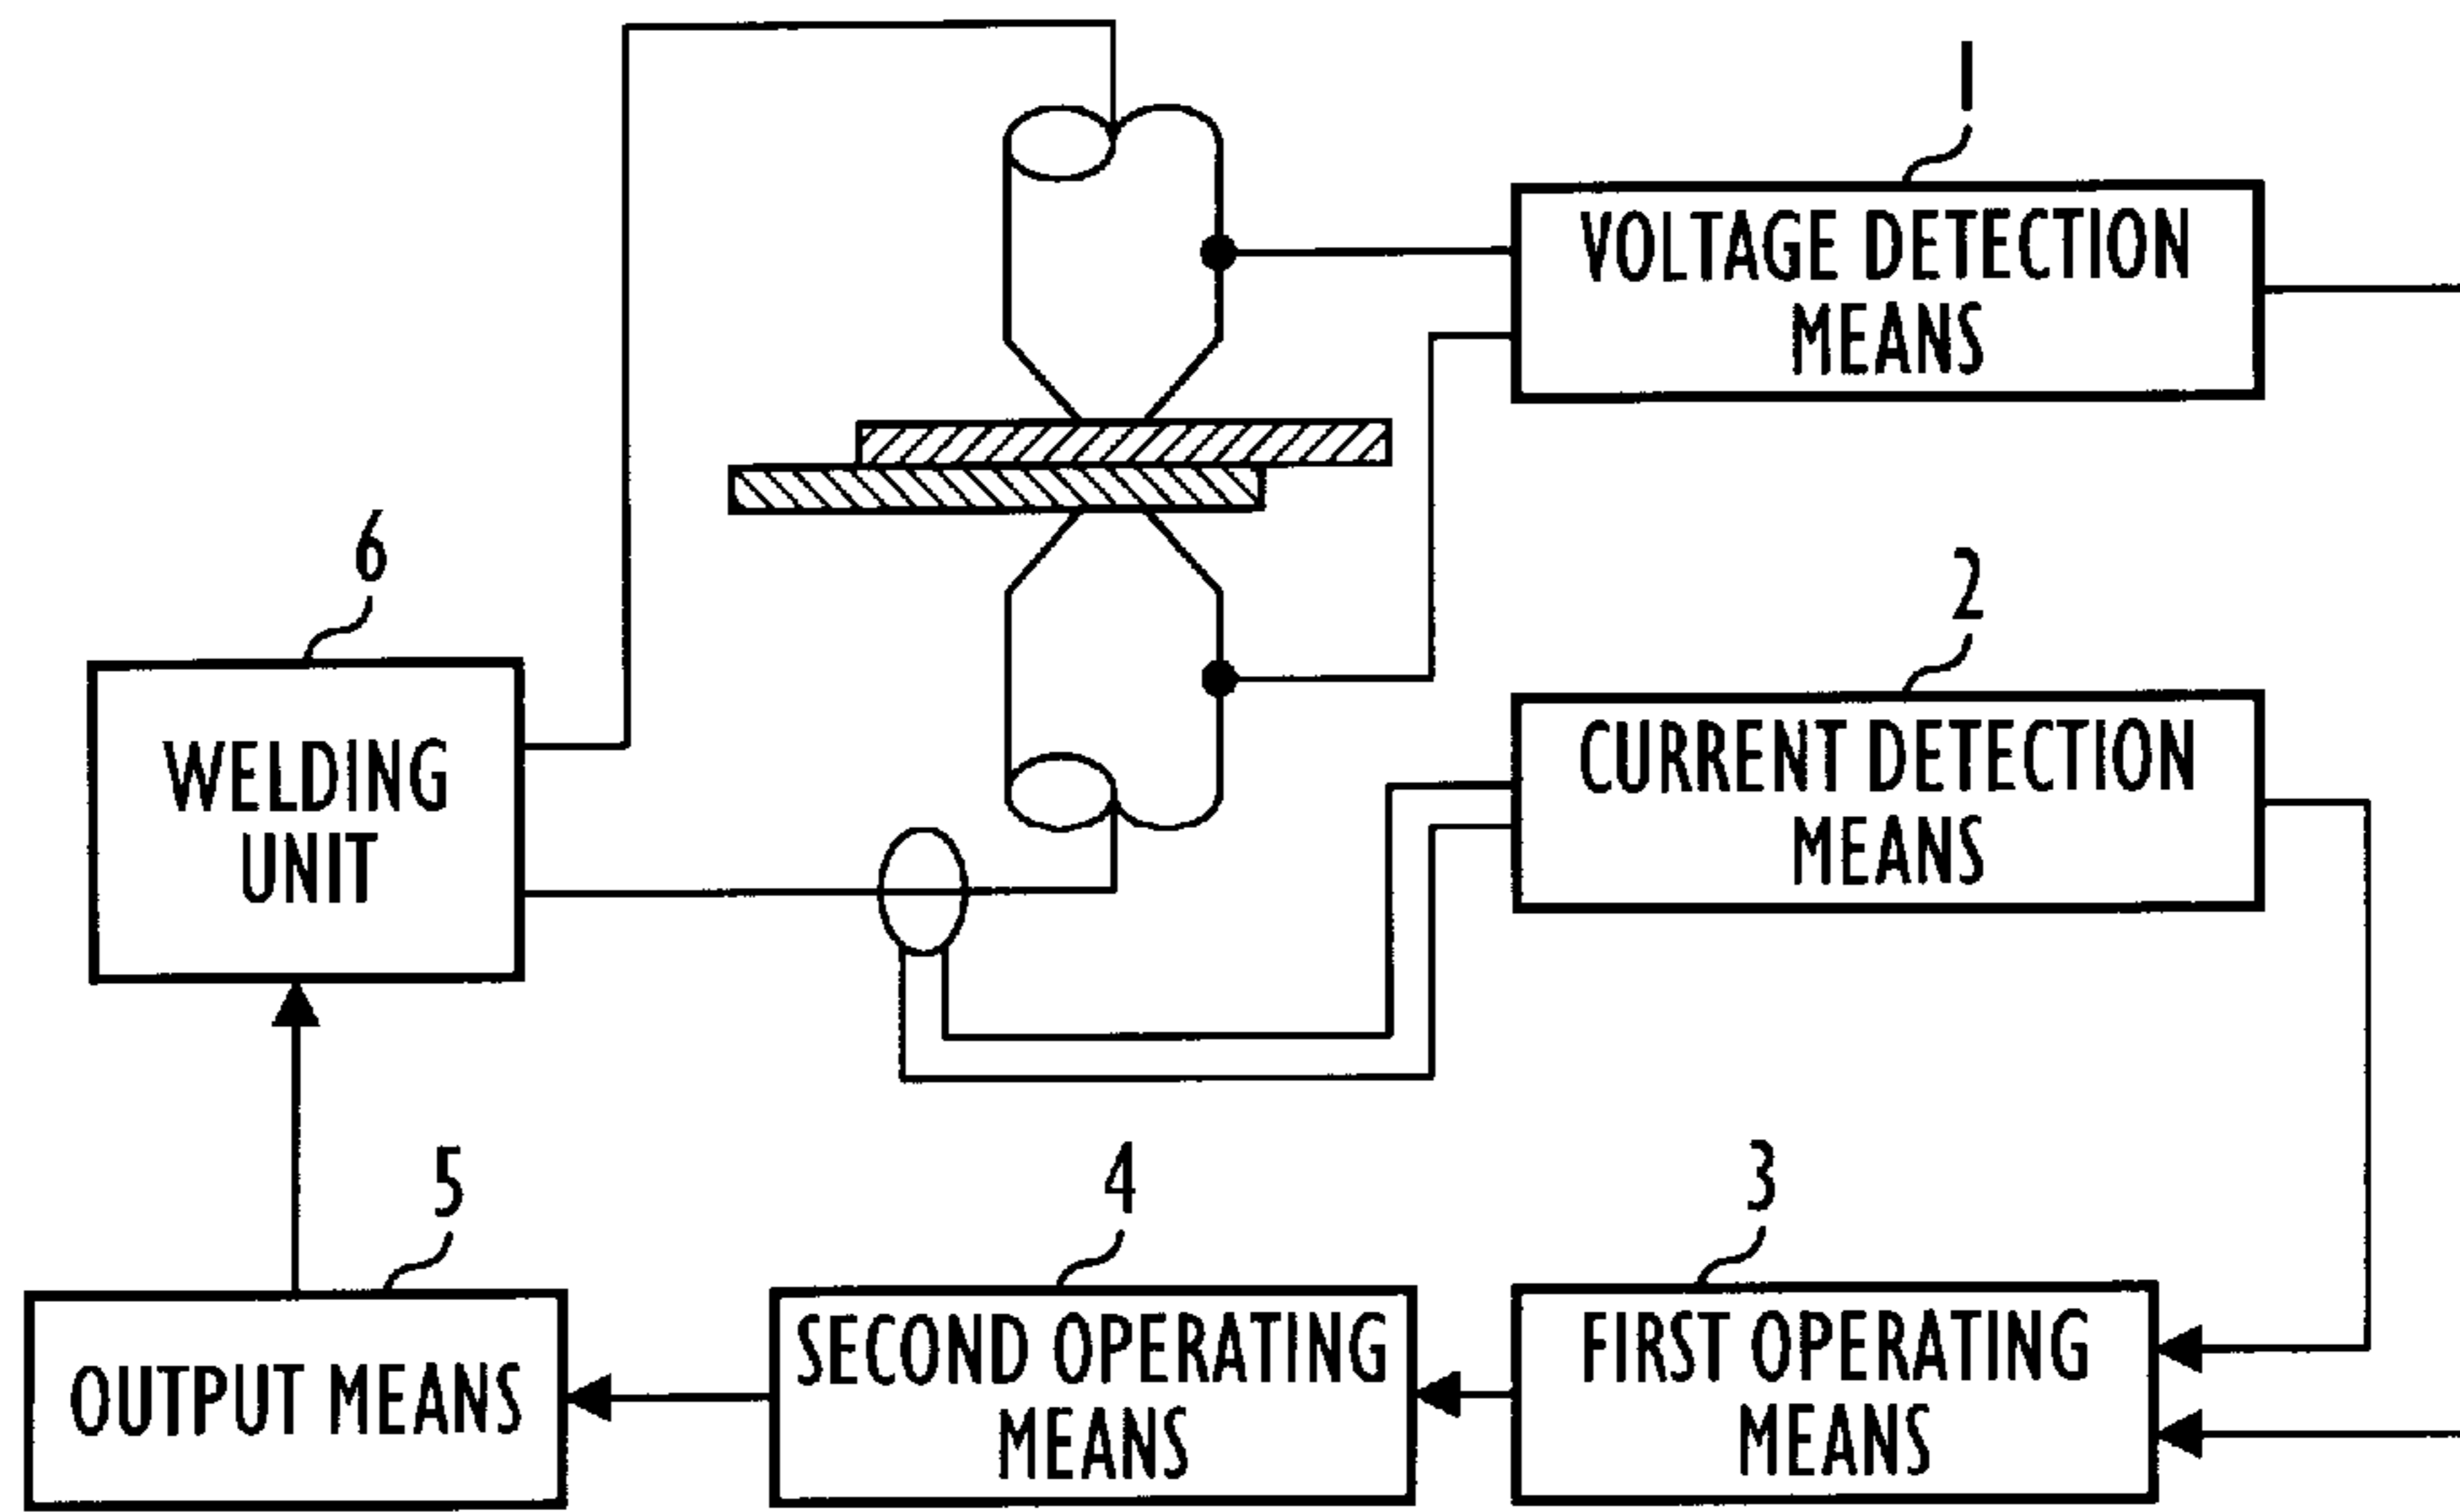 1
VOLTAGE DETECTION
MEANS
6
2
WELDING
UNIT
CURRENT DETECTION
MEANS
5
4
3
OUTPUT MEANS
SECOND OPERATING
MEANS
FIRST OPERATING
MEANS